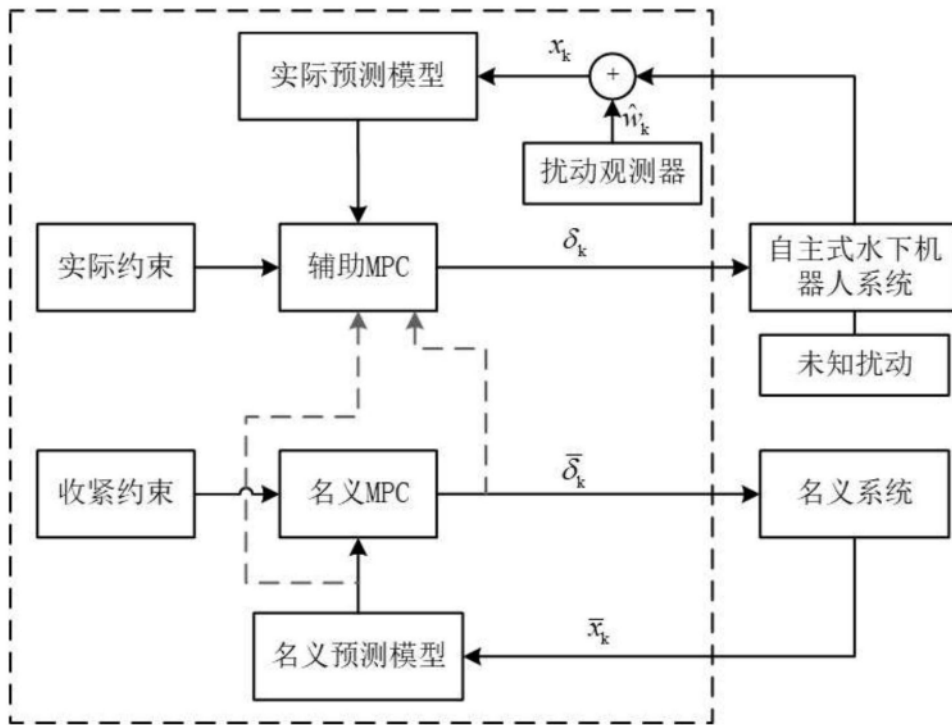 实际预测模型
x_k
+
ŵ_k
扰动观测器
实际约束
辅助MPC
δ_k
自主式水下机
器人系统
未知扰动
收紧约束
名义MPC
δ̅_k
名义系统
名义预测模型
x̅_k